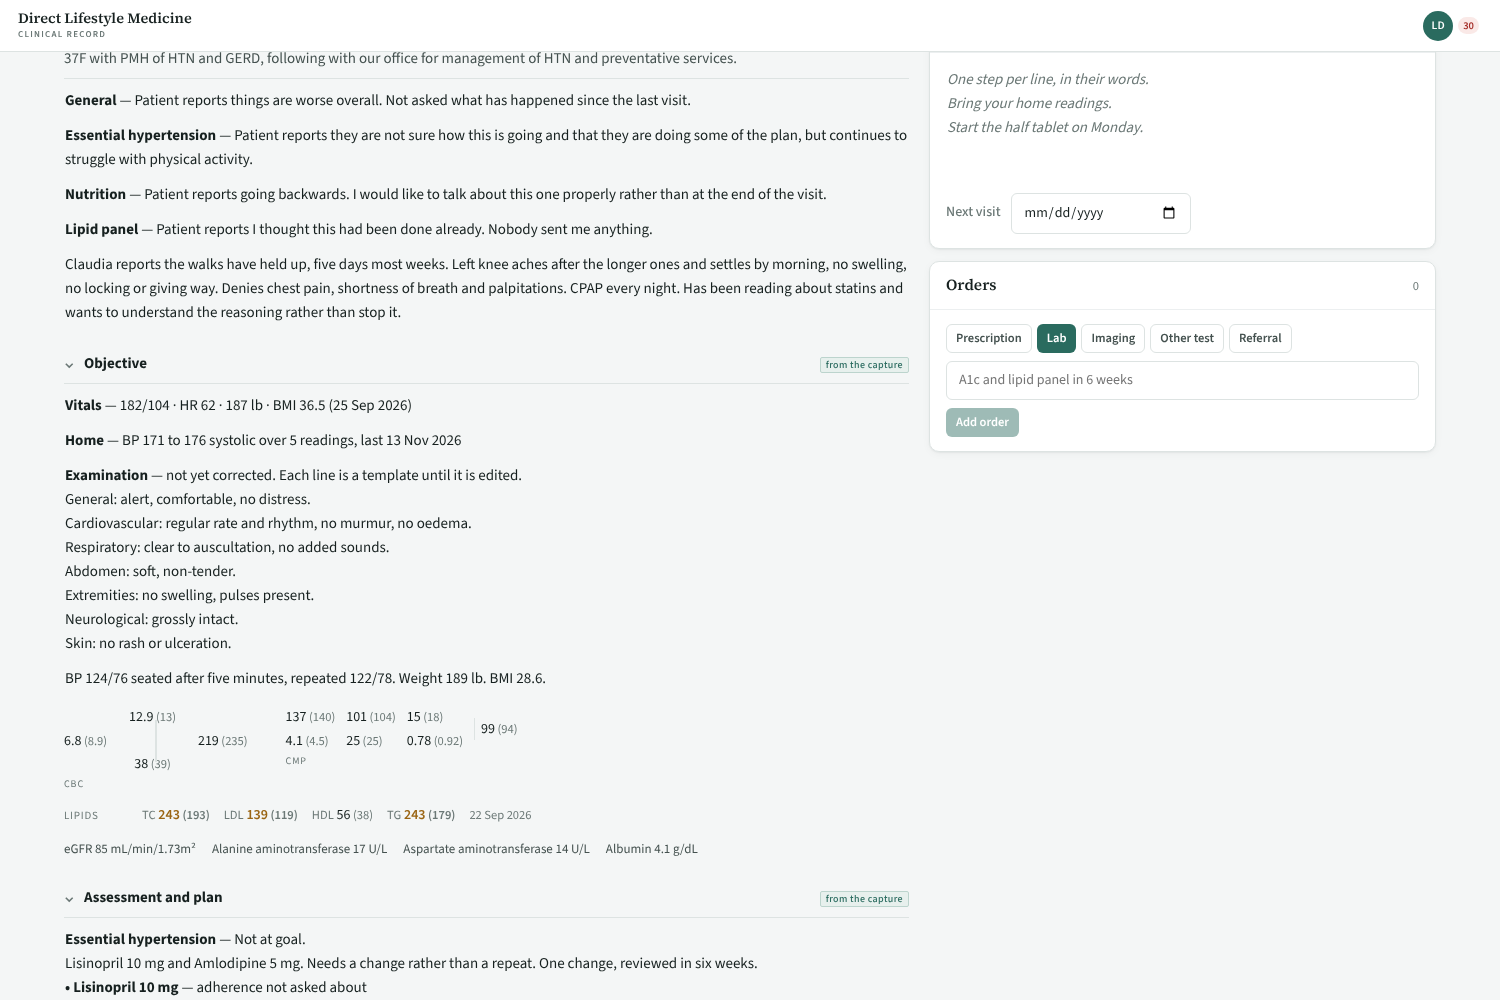 Direct Lifestyle Medicine
CLINICAL RECORD
LD
30
37F with PMH of HTN and GERD, following with our office for management of HTN and preventative services.
General — Patient reports things are worse overall. Not asked what has happened since the last visit.
Essential hypertension — Patient reports they are not sure how this is going and that they are doing some of the plan, but continues to
struggle with physical activity.
Nutrition — Patient reports going backwards. I would like to talk about this one properly rather than at the end of the visit.
Lipid panel — Patient reports I thought this had been done already. Nobody sent me anything.
Claudia reports the walks have held up, five days most weeks. Left knee aches after the longer ones and settles by morning, no swelling,
no locking or giving way. Denies chest pain, shortness of breath and palpitations. CPAP every night. Has been reading about statins and
wants to understand the reasoning rather than stop it.
Objective
from the capture
Vitals — 182/104 · HR 62 · 187 lb · BMI 36.5 (25 Sep 2026)
Home — BP 171 to 176 systolic over 5 readings, last 13 Nov 2026
Examination — not yet corrected. Each line is a template until it is edited.
General: alert, comfortable, no distress.
Cardiovascular: regular rate and rhythm, no murmur, no oedema.
Respiratory: clear to auscultation, no added sounds.
Abdomen: soft, non-tender.
Extremities: no swelling, pulses present.
Neurological: grossly intact.
Skin: no rash or ulceration.
BP 124/76 seated after five minutes, repeated 122/78. Weight 189 lb. BMI 28.6.
12.9 (13)
6.8 (8.9)
219 (235)
38 (39)
CBC
137 (140) 101 (104) 15 (18)
4.1 (4.5) 25 (25) 0.78 (0.92)
99 (94)
CMP
LIPIDS TC 243 (193) LDL 139 (119) HDL 56 (38) TG 243 (179) 22 Sep 2026
eGFR 85 mL/min/1.73m² Alanine aminotransferase 17 U/L Aspartate aminotransferase 14 U/L Albumin 4.1 g/dL
Assessment and plan
from the capture
Essential hypertension — Not at goal.
Lisinopril 10 mg and Amlodipine 5 mg. Needs a change rather than a repeat. One change, reviewed in six weeks.
• Lisinopril 10 mg — adherence not asked about
One step per line, in their words.
Bring your home readings.
Start the half tablet on Monday.
Next visit
mm/dd/yyyy
Orders
0
Prescription
Lab
Imaging
Other test
Referral
A1c and lipid panel in 6 weeks
Add order